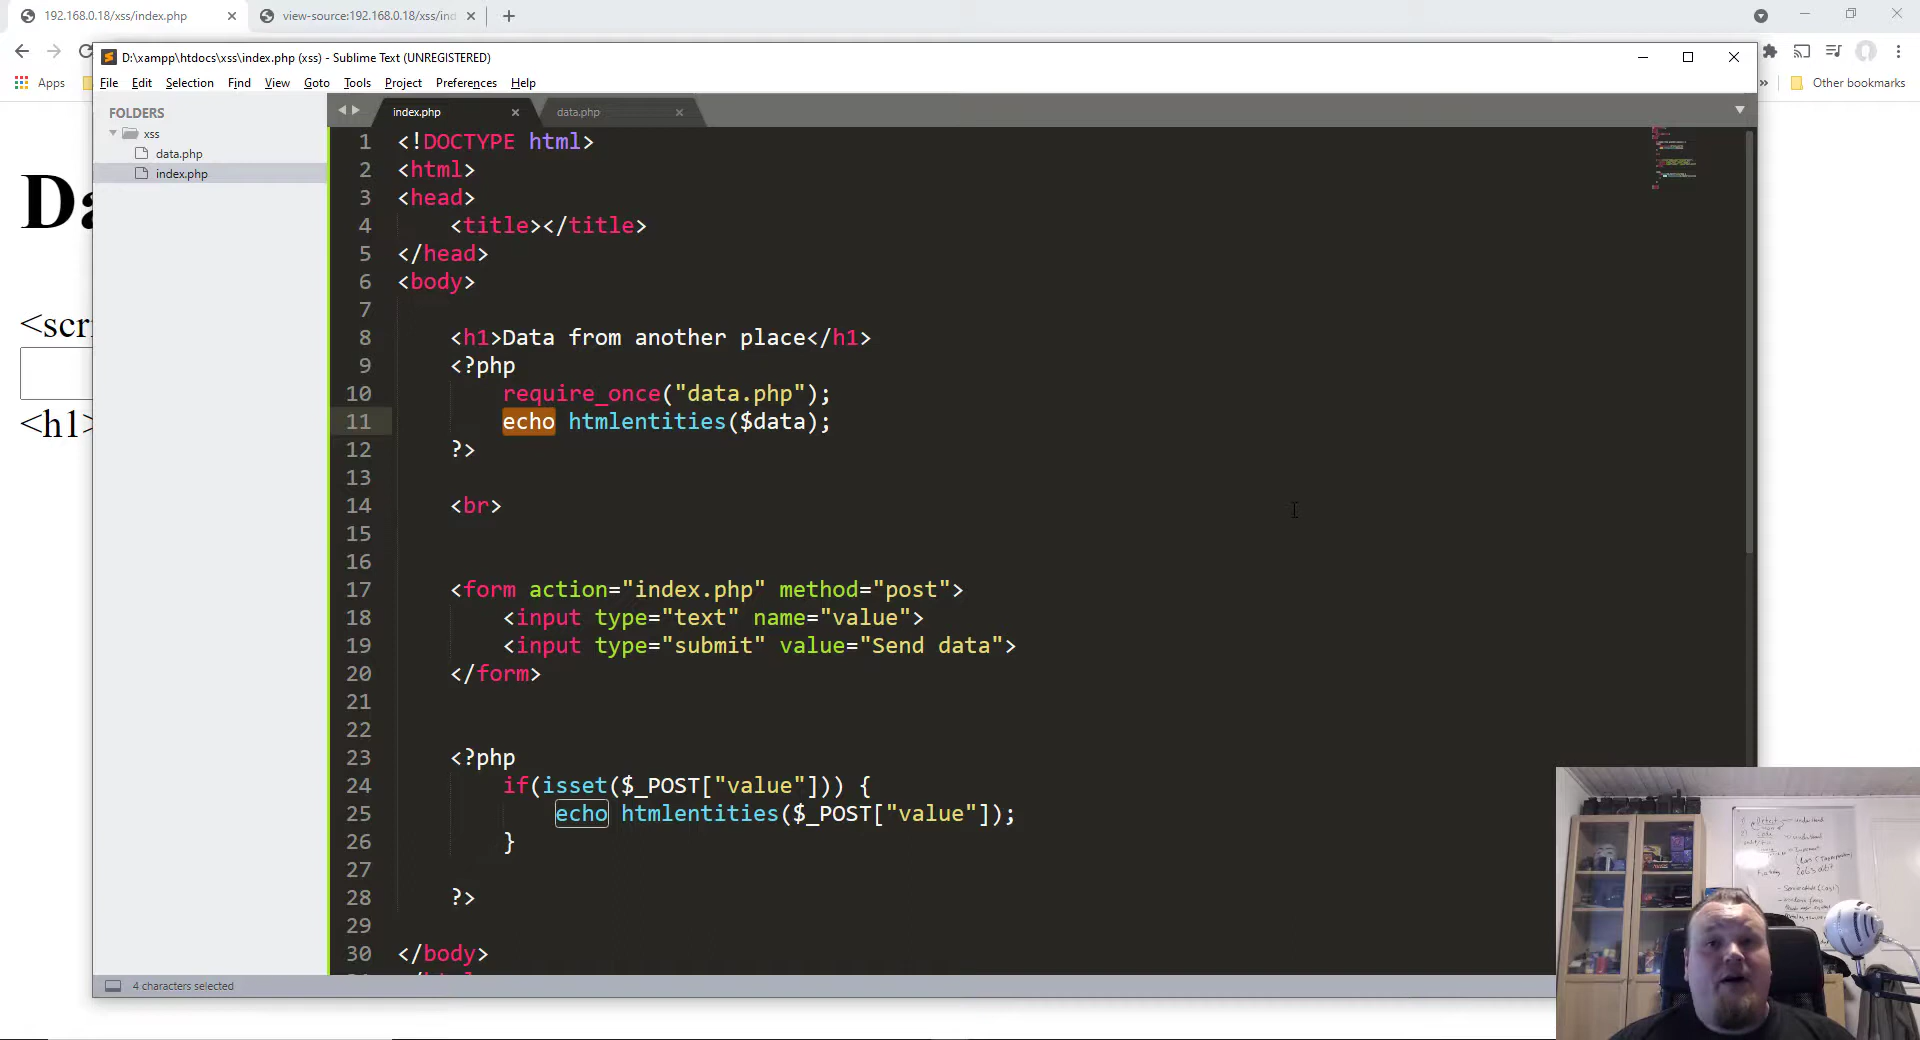 192.168.0.18/xss/index.php
view-source:192.168.0.18/xss/ind
D:\xampp\htdocs\xss\index.php (xss) - Sublime Text (UNREGISTERED)
File Edit Selection Find View Goto Tools Project Preferences Help
Apps
Other bookmarks
FOLDERS
xss
data.php
index.php
index.php
data.php
1 <!DOCTYPE html>
2 <html>
3 <head>
4 <title></title>
5 </head>
6 <body>
7
8 <h1>Data from another place</h1>
9 <?php
10 require_once("data.php");
11 echo htmlentities($data);
12 ?>
13
14 <br>
15
16
17 <form action="index.php" method="post">
18 <input type="text" name="value">
19 <input type="submit" value="Send data">
20 </form>
21
22
23 <?php
24 if(isset($_POST["value"])) {
25 echo htmlentities($_POST["value"]);
26 }
27
28 ?>
29
30 </body>
Da
<scri
<h1>
4 characters selected